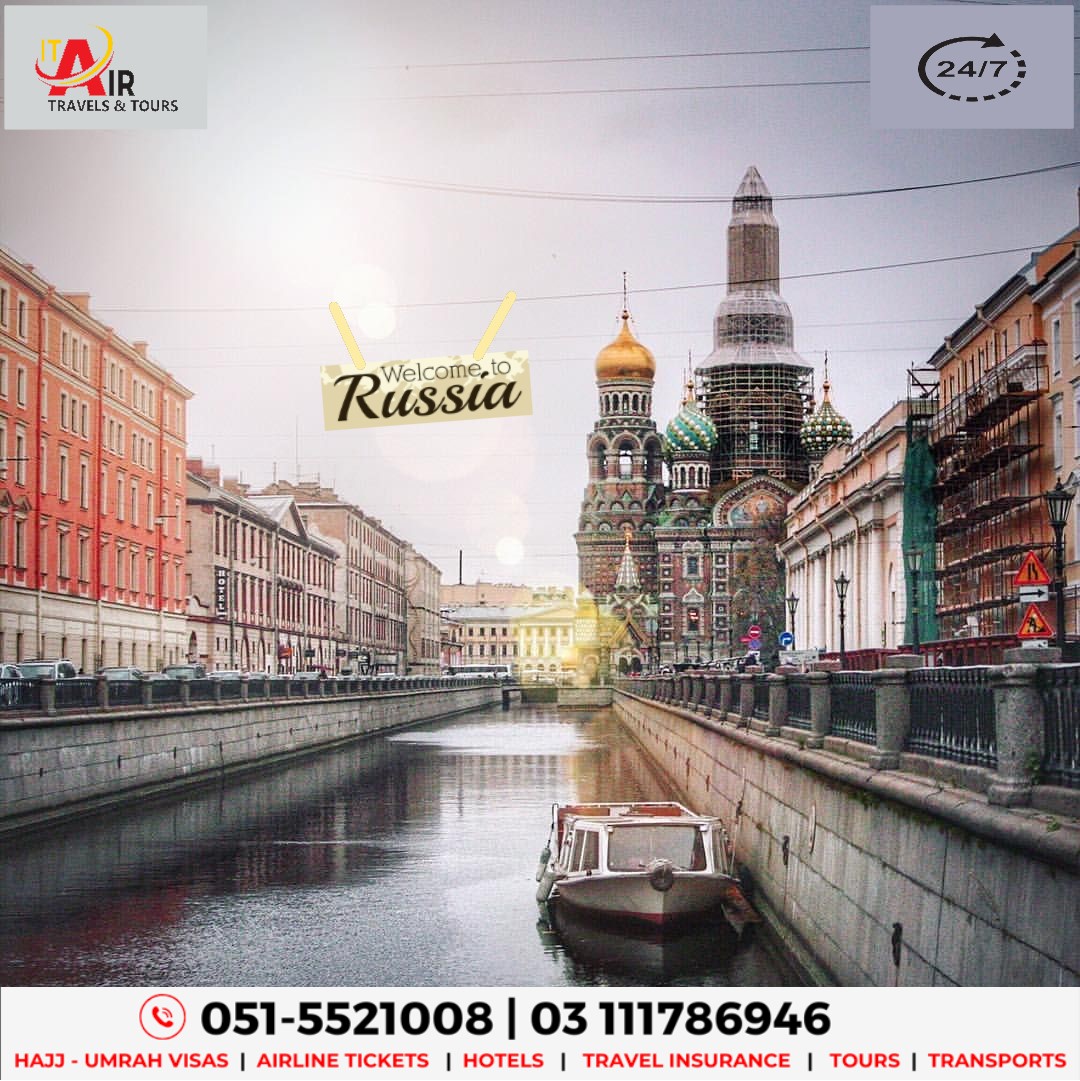 IT AIR
TRAVELS & TOURS
24/7
Welcome to
Russia
HOTEL
051-5521008 | 03 111786946
HAJJ - UMRAH VISAS | AIRLINE TICKETS | HOTELS | TRAVEL INSURANCE | TOURS | TRANSPORTS